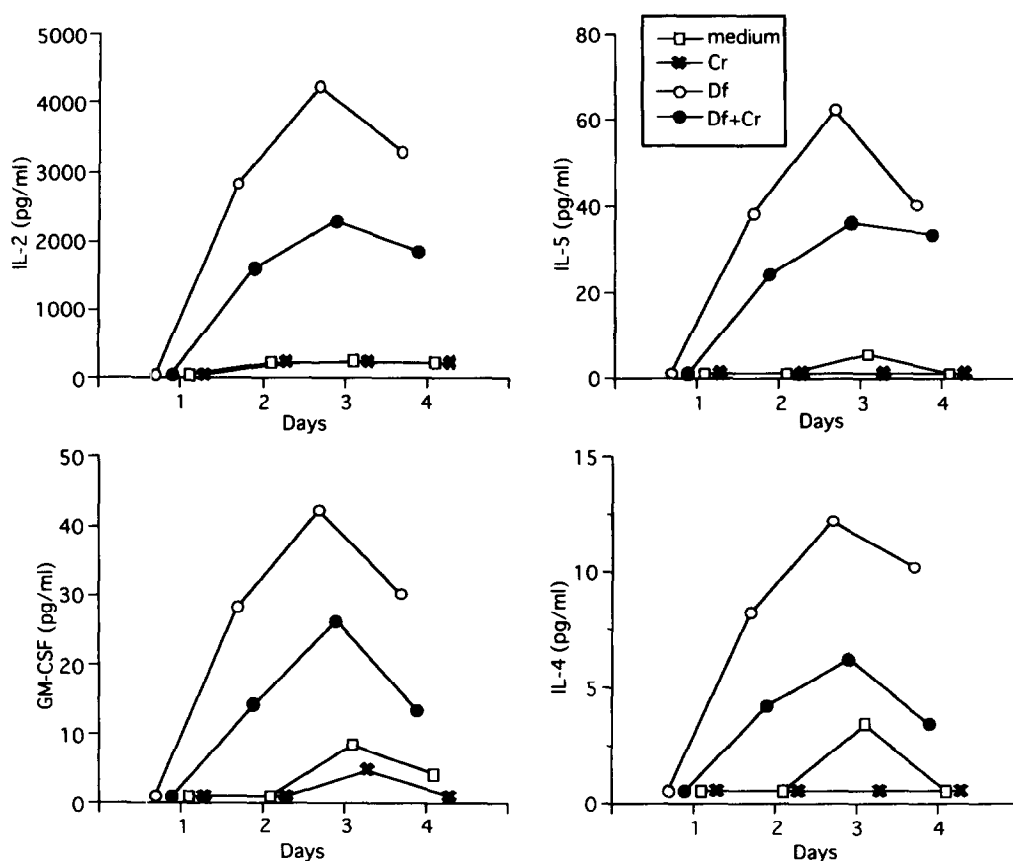 5000
4000
3000
2000
1000
0
IL-2 (pg/ml)
1 2 3 4
Days
80
60
40
20
0
IL-5 (pg/ml)
1 2 3 4
Days
medium
Cr
Df
Df+Cr
50
40
30
20
10
0
GM-CSF (pg/ml)
1 2 3 4
Days
15
10
5
0
IL-4 (pg/ml)
1 2 3 4
Days